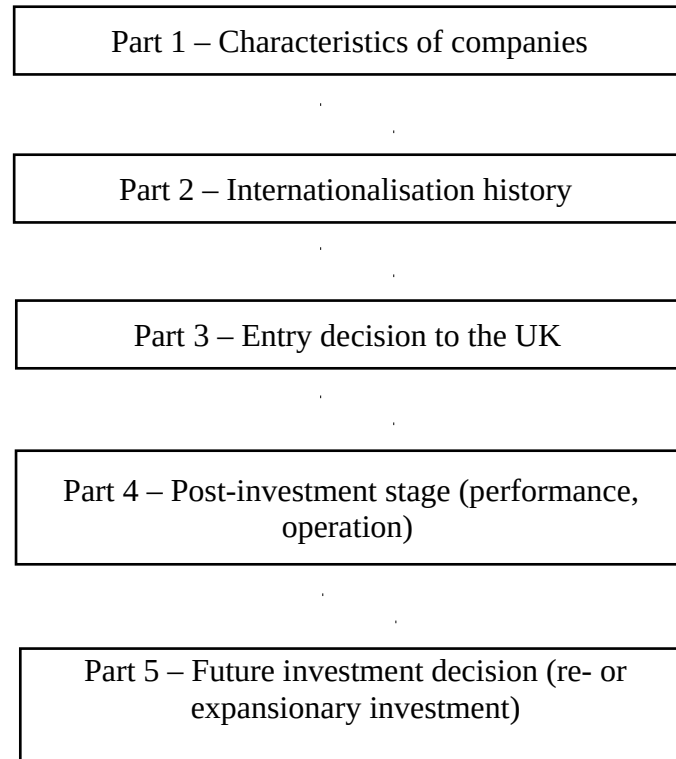 Part 1 – Characteristics of companies
Part 2 – Internationalisation history
Part 3 – Entry decision to the UK
Part 4 – Post-investment stage (performance,
operation)
Part 5 – Future investment decision (re- or
expansionary investment)